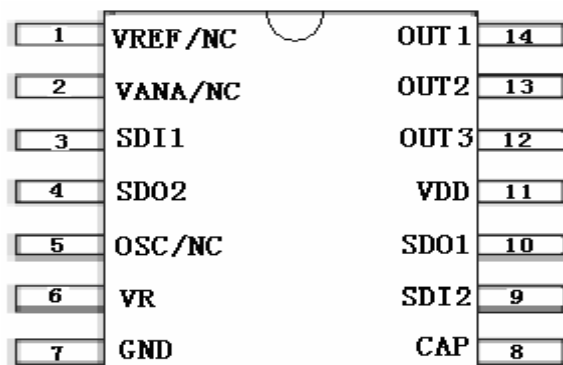 1 VREF/NC OUT1 14
2 VANA/NC OUT2 13
3 SDI1 OUT3 12
4 SDO2 VDD 11
5 OSC/NC SDO1 10
6 VR SDI2 9
7 GND CAP 8